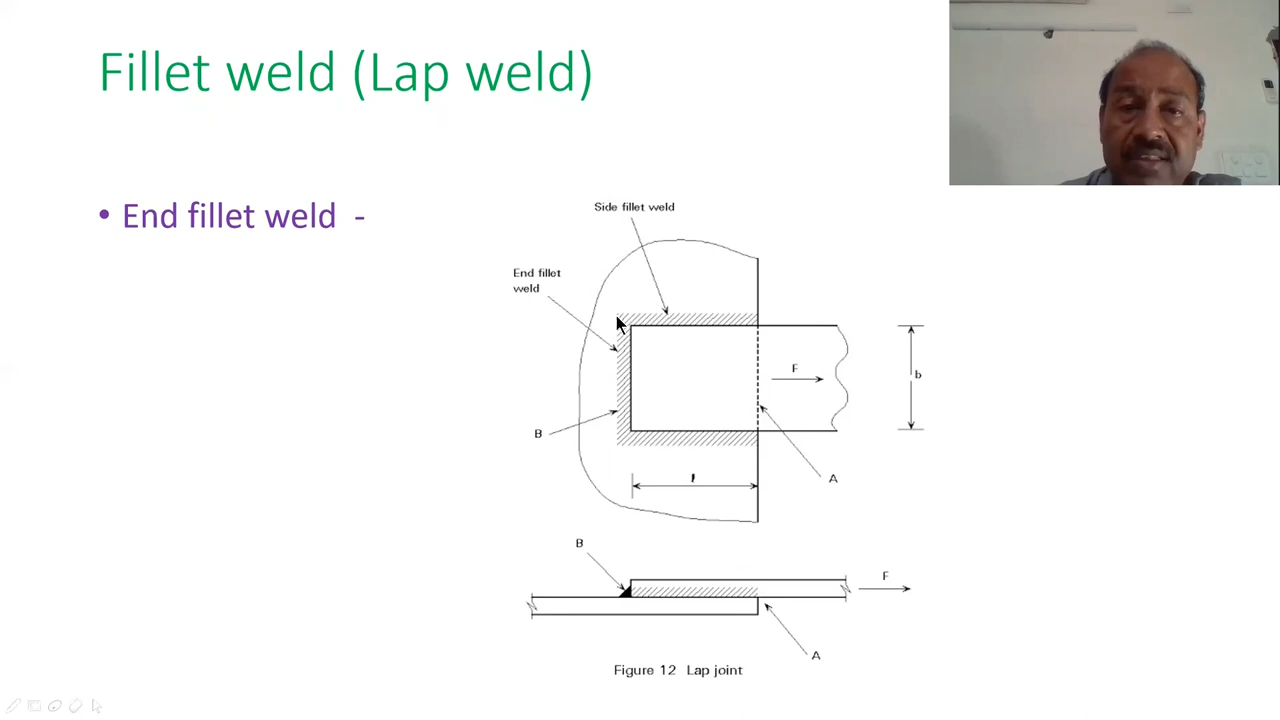 Fillet weld (Lap weld)
• End fillet weld -
Side fillet weld
End fillet
weld
F
b
B
A
l
B
F
A
Figure 12 Lap joint